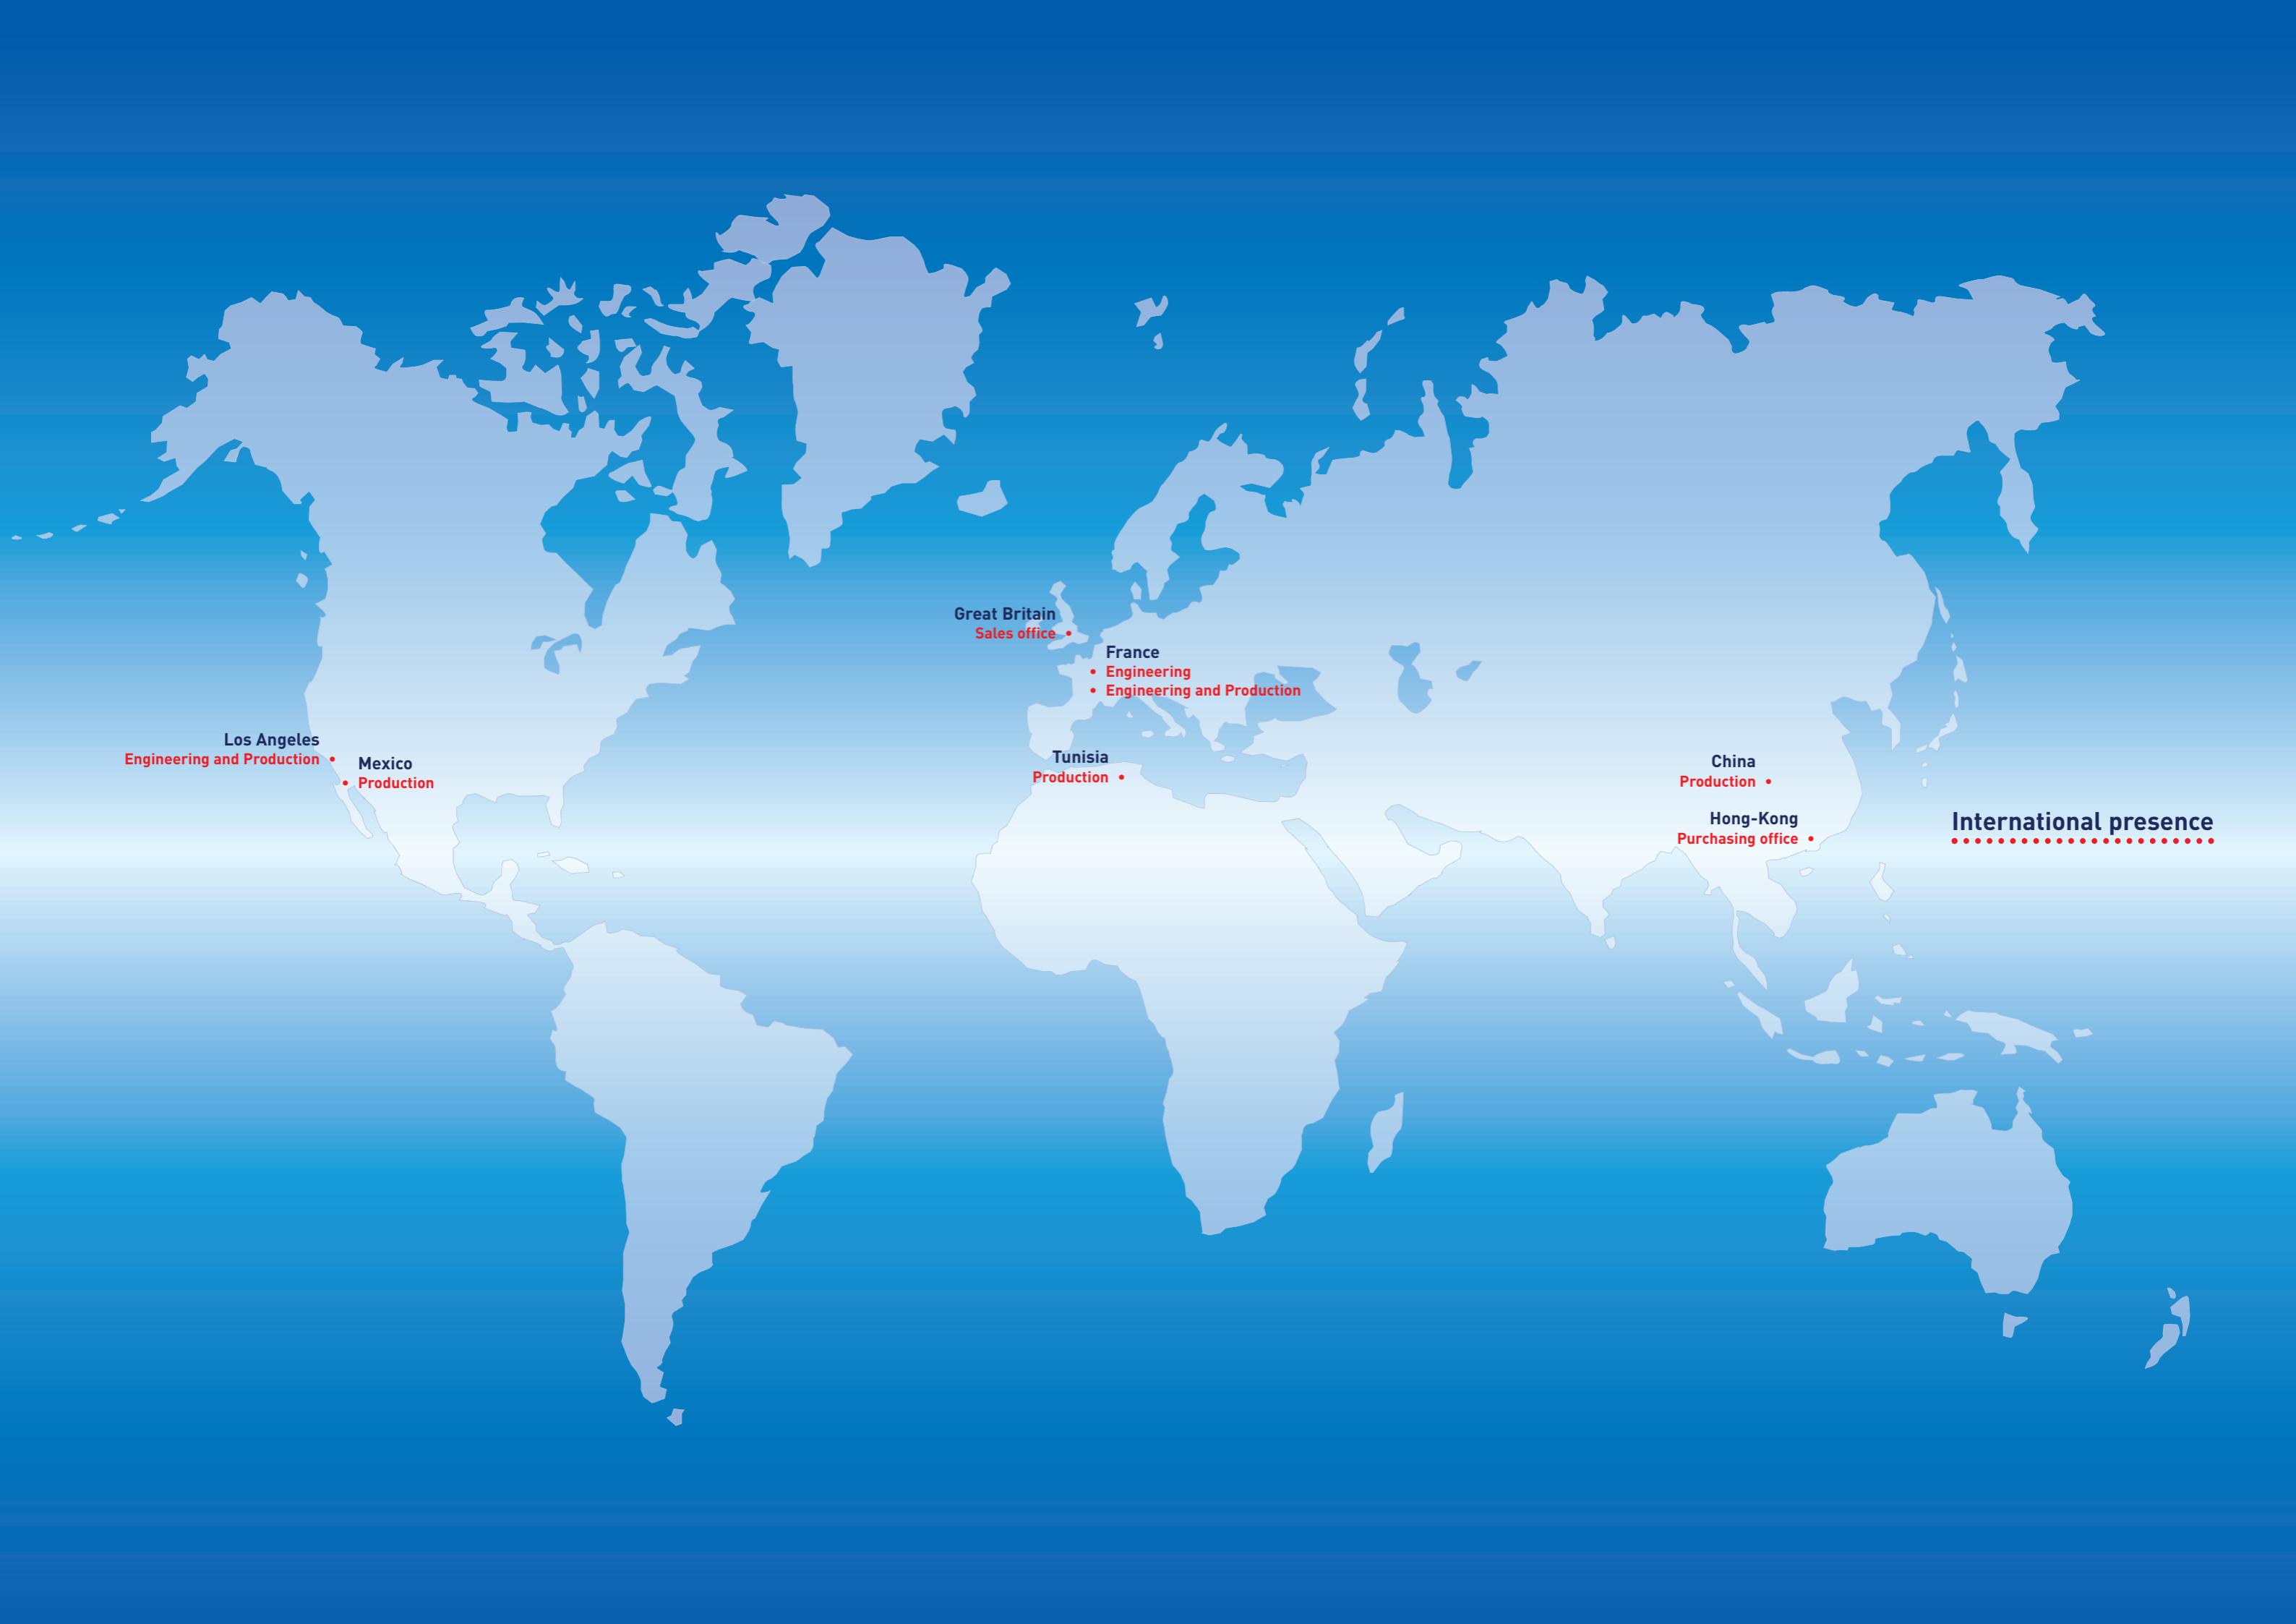 Great Britain
Sales office
France
Engineering
Engineering and Production
Los Angeles
Engineering and Production
Mexico
Production
Tunisia
Production
China
Production
Hong-Kong
Purchasing office
International presence